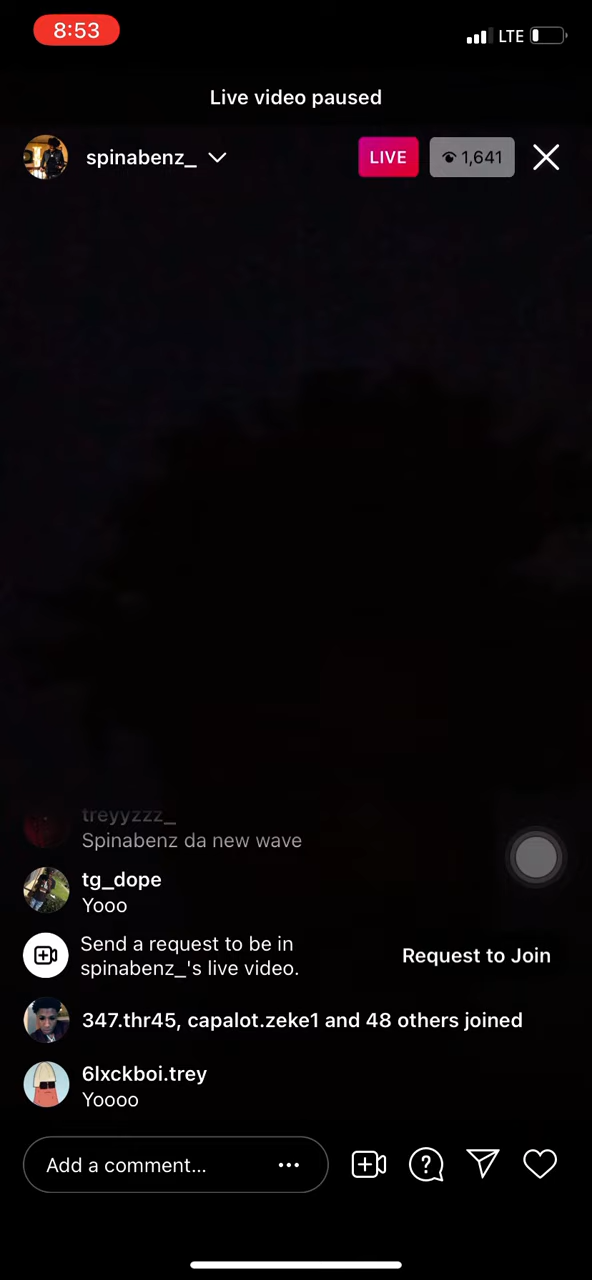 8:53
LTE
Live video paused
spinabenz_
LIVE
1,641
treyyzzz_
Spinabenz da new wave
tg_dope
Yooo
Send a request to be in
spinabenz_'s live video.
Request to Join
347.thr45, capalot.zeke1 and 48 others joined
6lxckboi.trey
Yoooo
Add a comment...